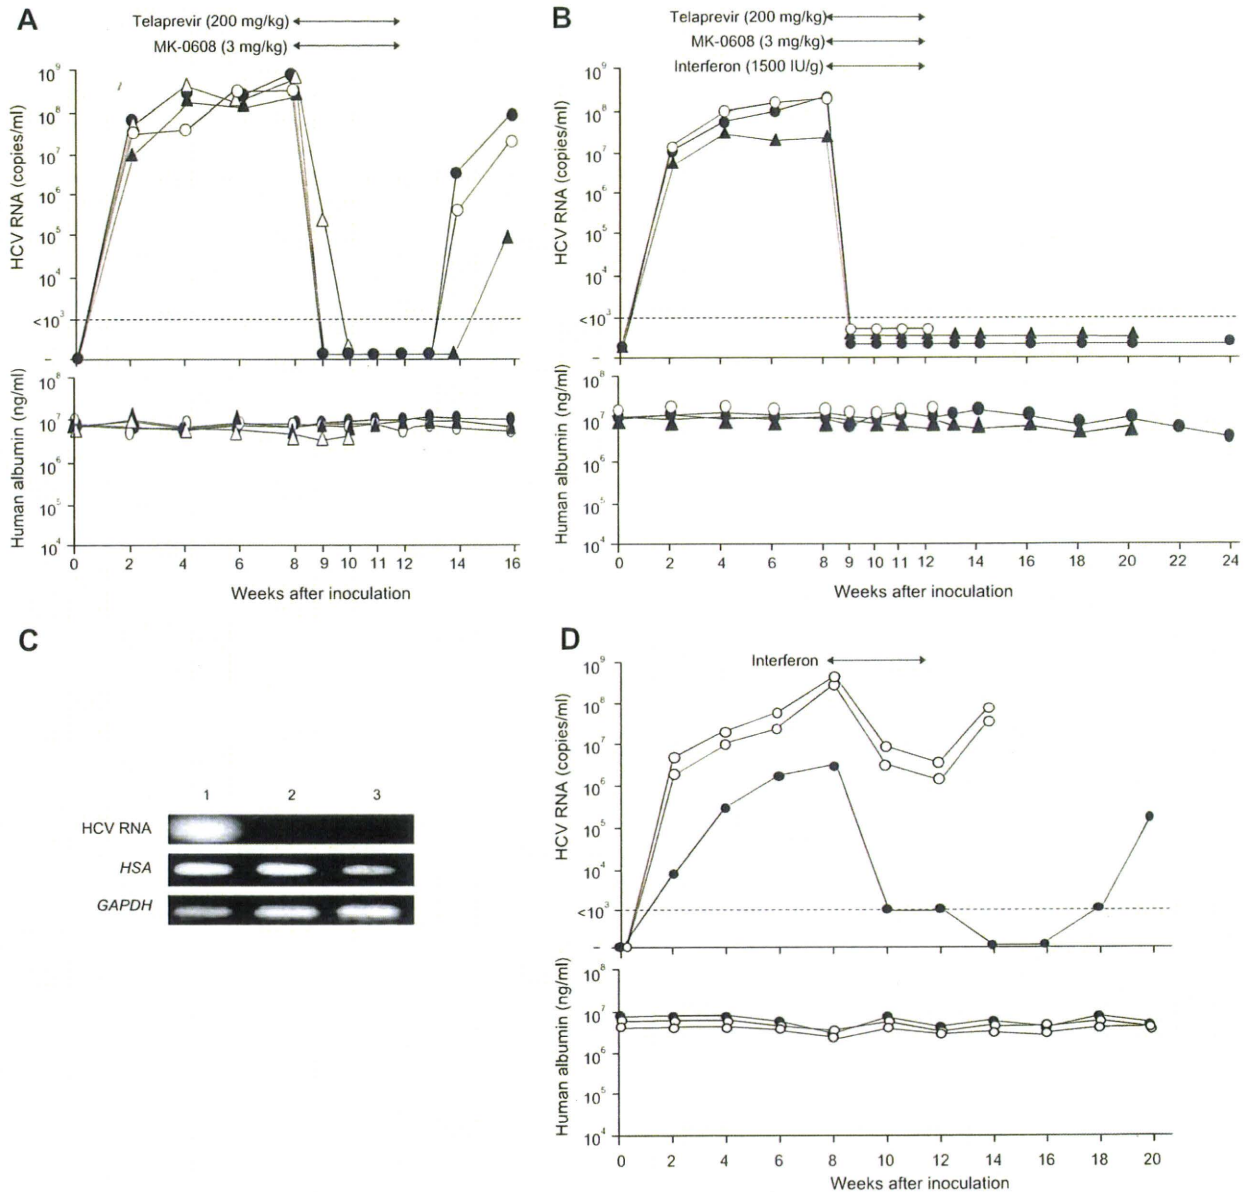 A
Telaprevir (200 mg/kg)
MK-0608 (3 mg/kg)
HCV RNA (copies/ml)
10⁹
10⁸
10⁷
10⁶
10⁵
10⁴
<10³
–
Human albumin (ng/ml)
10⁸
10⁷
10⁶
10⁵
10⁴
0 2 4 6 8 9 10 11 12 14 16
Weeks after inoculation
B
Telaprevir (200 mg/kg)
MK-0608 (3 mg/kg)
Interferon (1500 IU/g)
HCV RNA (copies/ml)
10⁹
10⁸
10⁷
10⁶
10⁵
10⁴
<10³
–
Human albumin (ng/ml)
10⁸
10⁷
10⁶
10⁵
10⁴
0 2 4 6 8 9 10 11 12 14 16 18 20 22 24
Weeks after inoculation
C
1 2 3
HCV RNA
HSA
GAPDH
D
Interferon
HCV RNA (copies/ml)
10⁹
10⁸
10⁷
10⁶
10⁵
10⁴
<10³
–
Human albumin (ng/ml)
10⁸
10⁷
10⁶
10⁵
10⁴
0 2 4 6 8 10 12 14 16 18 20
Weeks after inoculation